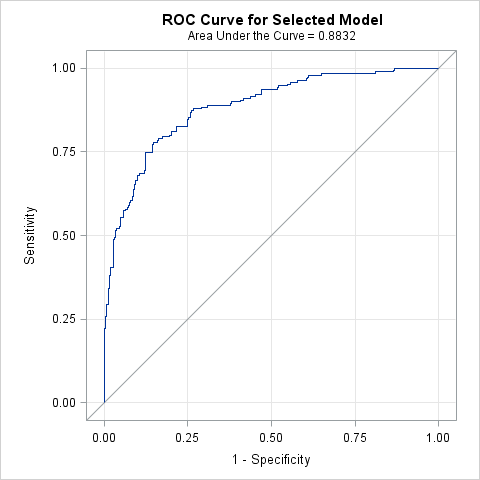 ROC Curve for Selected Model
Area Under the Curve = 0.8832
1.00
0.75
0.50
0.25
0.00
Sensitivity
0.00 0.25 0.50 0.75 1.00
1 - Specificity